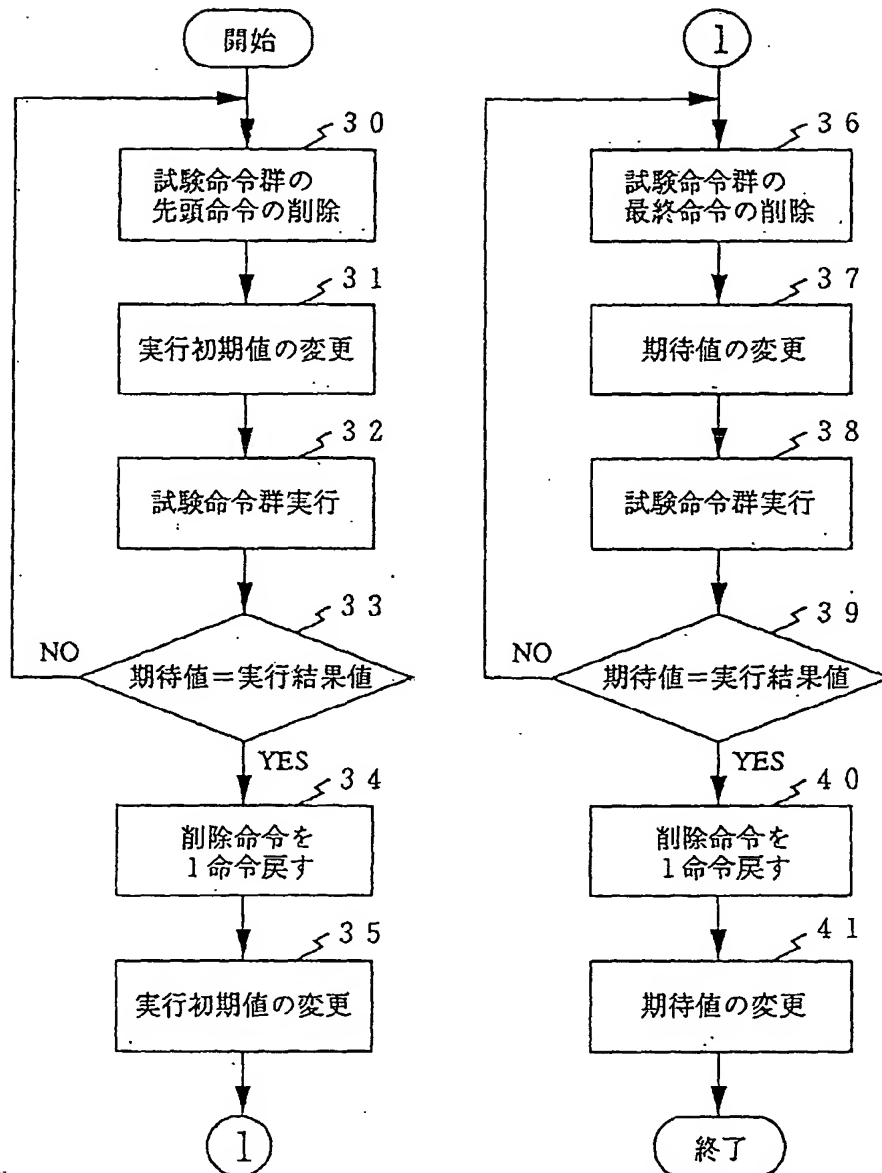 開始
30
試験命令群の
先頭命令の削除
31
実行初期値の変更
32
試験命令群実行
33
NO
期待値＝実行結果値
YES
34
削除命令を
1命令戻す
35
実行初期値の変更
1
1
36
試験命令群の
最終命令の削除
37
期待値の変更
38
試験命令群実行
39
NO
期待値＝実行結果値
YES
40
削除命令を
1命令戻す
41
期待値の変更
終了